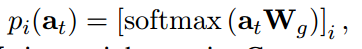 p_i(𝐚_t) = [softmax (𝐚_t 𝐖_g)]_i ,